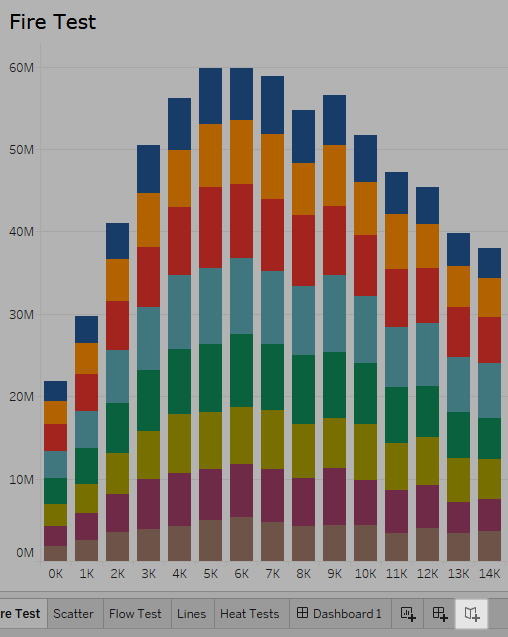 Fire Test
60M
50M
40M
30M
20M
10M
0M
0K 1K 2K 3K 4K 5K 6K 7K 8K 9K 10K 11K 12K 13K 14K
re Test Scatter Flow Test Lines Heat Tests Dashboard 1